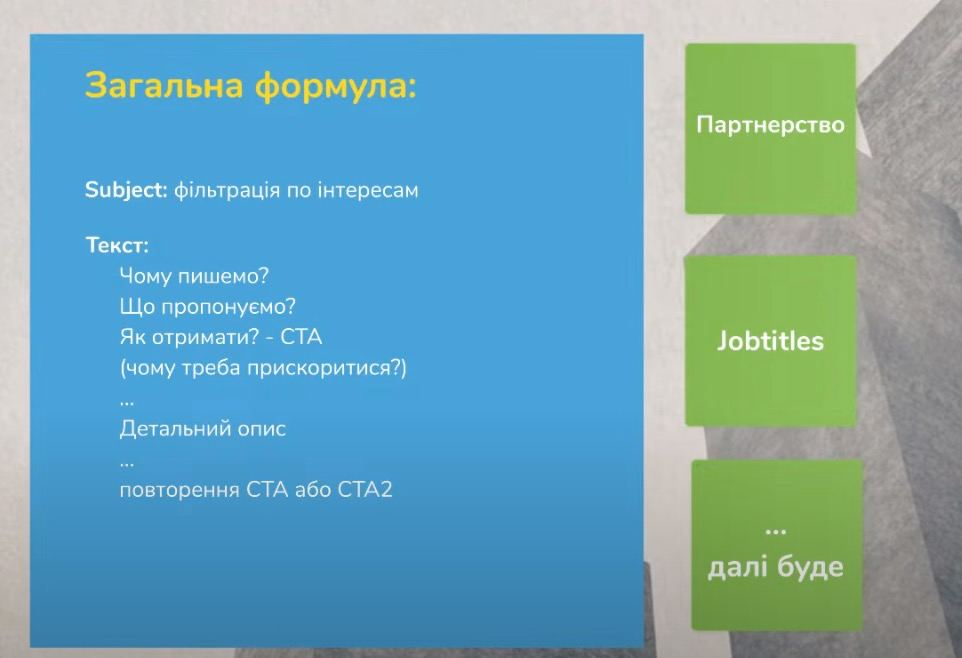 Загальна формула:
Subject: фільтрація по інтересам
Текст:
Чому пишемо?
Що пропонуємо?
Як отримати? - СТА
(чому треба прискоритися?)
...
Детальний опис
...
повторення СТА або СТА2
Партнерство
Jobtitles
...
далі буде